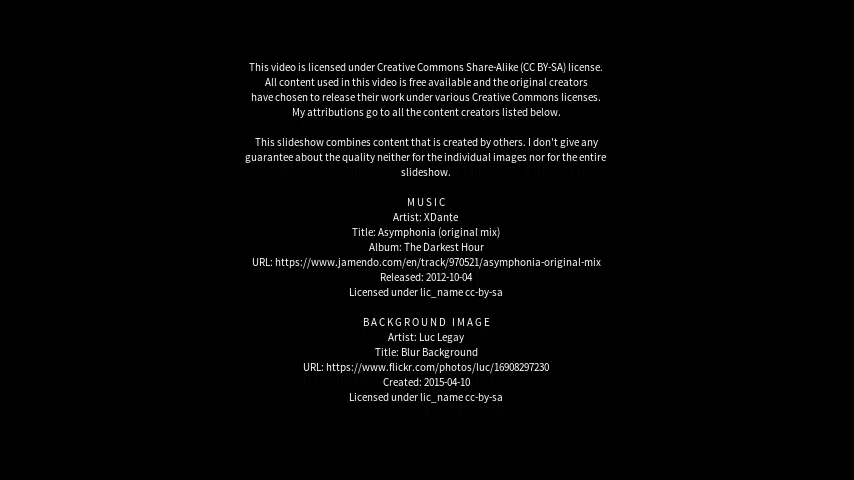 This video is licensed under Creative Commons Share-Alike (CC BY-SA) license.
All content used in this video is free available and the original creators
have chosen to release their work under various Creative Commons licenses.
My attributions go to all the content creators listed below.
This slideshow combines content that is created by others. I don't give any
guarantee about the quality neither for the individual images nor for the entire
slideshow.
MUSIC
Artist: XDante
Title: Asymphonia (original mix)
Album: The Darkest Hour
URL: https://www.jamendo.com/en/track/970521/asymphonia-original-mix
Released: 2012-10-04
Licensed under lic_name cc-by-sa
BACKGROUND IMAGE
Artist: Luc Legay
Title: Blur Background
URL: https://www.flickr.com/photos/luc/16908297230
Created: 2015-04-10
Licensed under lic_name cc-by-sa